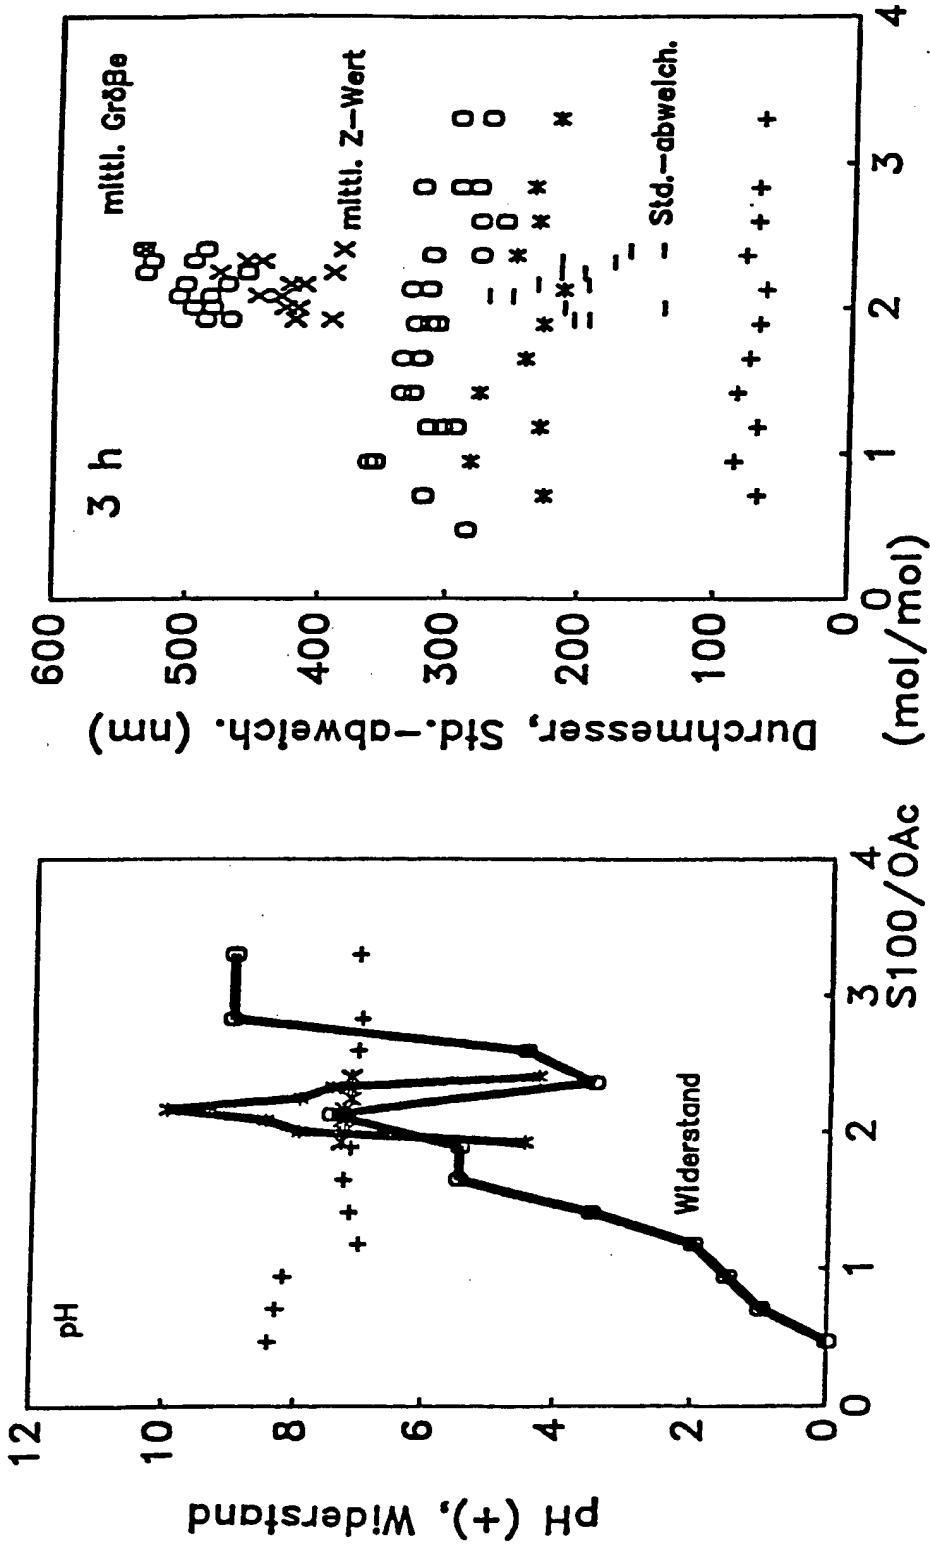 pH (+), Widerstand
12
10
8
6
4
2
0
pH
Widerstand
0
1
2
3
4
S100/OAc (mol/mol)
Durchmesser, Std.-abweich. (nm)
600
500
400
300
200
100
0
3 h
mittl. Größe
mittl. Z-Wert
Std.-abweich.
0
1
2
3
4